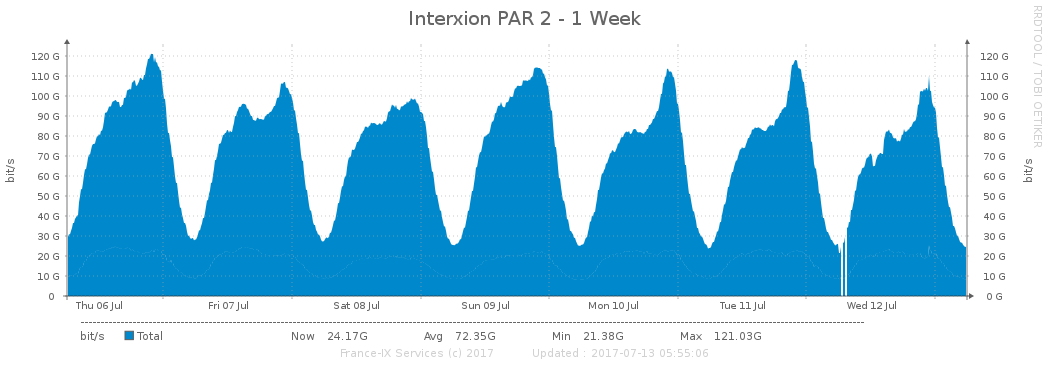 Interxion PAR 2 - 1 Week
RRDTOOL / TOBI OETIKER
bit/s
120 G 120 G
110 G 110 G
100 G 100 G
90 G 90 G
80 G 80 G
70 G 70 G
60 G 60 G
50 G 50 G
40 G 40 G
30 G 30 G
20 G 20 G
10 G 10 G
0 0 G
bit/s
Thu 06 Jul Fri 07 Jul Sat 08 Jul Sun 09 Jul Mon 10 Jul Tue 11 Jul Wed 12 Jul
bit/s Total Now 24.17G Avg 72.35G Min 21.38G Max 121.03G
France-IX Services (c) 2017 Updated : 2017-07-13 05:55:06